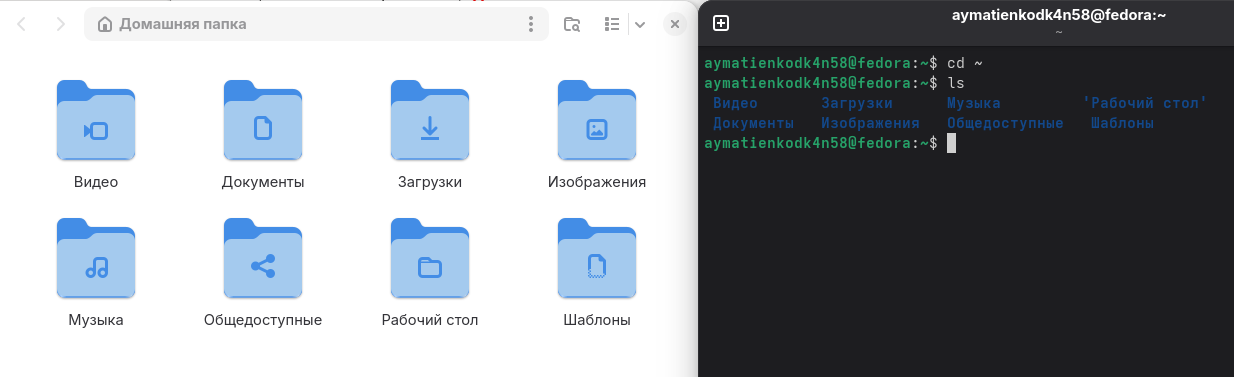 Домашняя папка
Видео
Документы
Загрузки
Изображения
Музыка
Общедоступные
Рабочий стол
Шаблоны
aymatienkodk4n58@fedora:~
~
aymatienkodk4n58@fedora:~$ cd ~
aymatienkodk4n58@fedora:~$ ls
Видео Загрузки Музыка 'Рабочий стол'
Документы Изображения Общедоступные Шаблоны
aymatienkodk4n58@fedora:~$